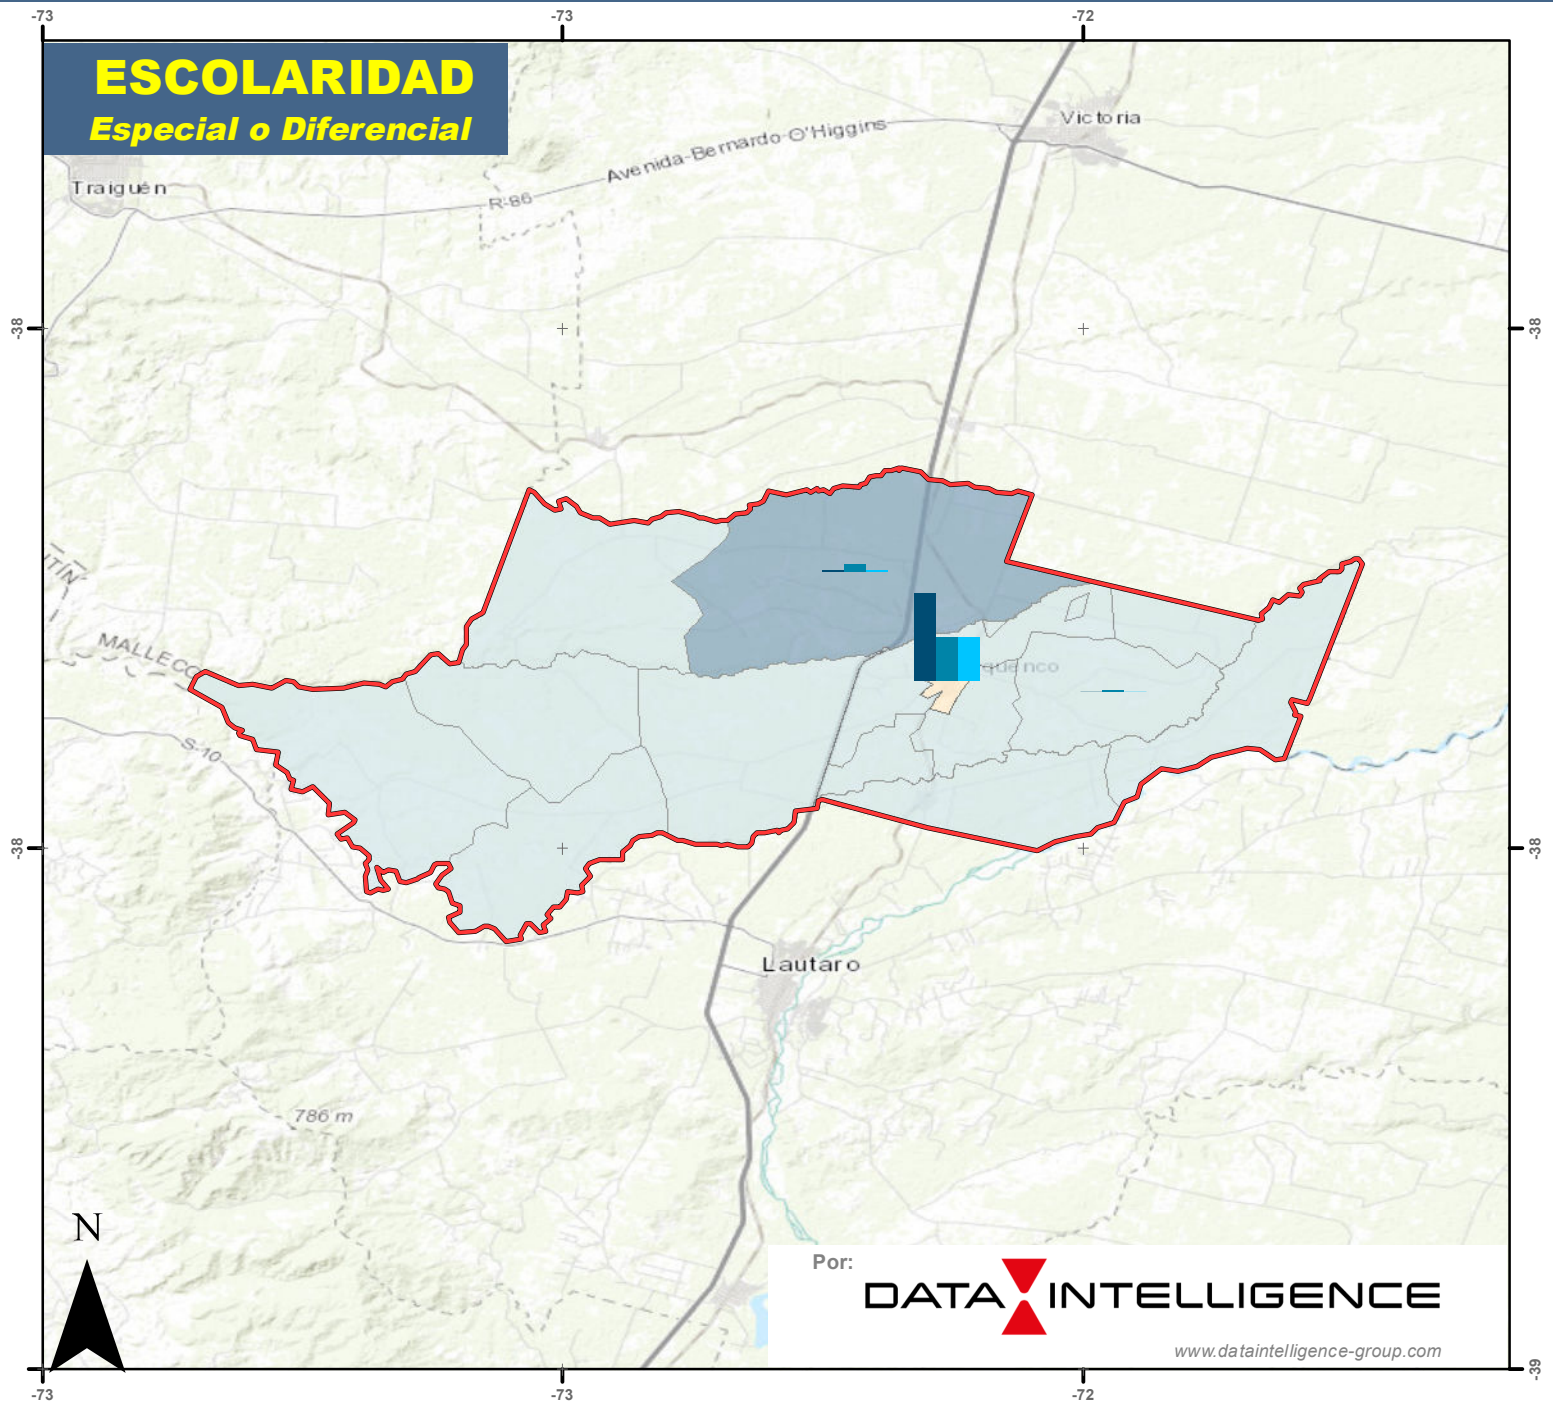 -73
-73
-72
ESCOLARIDAD
Especial o Diferencial
Victoria
Avenida-Bernardo-O'Higgins
Traiguén
R-86
-38
-38
MALLECO
quenco
S-10
-38
-38
Lautaro
786 m
N
Por:
DATA INTELLIGENCE
www.dataintelligence-group.com
-39
-73
-73
-72